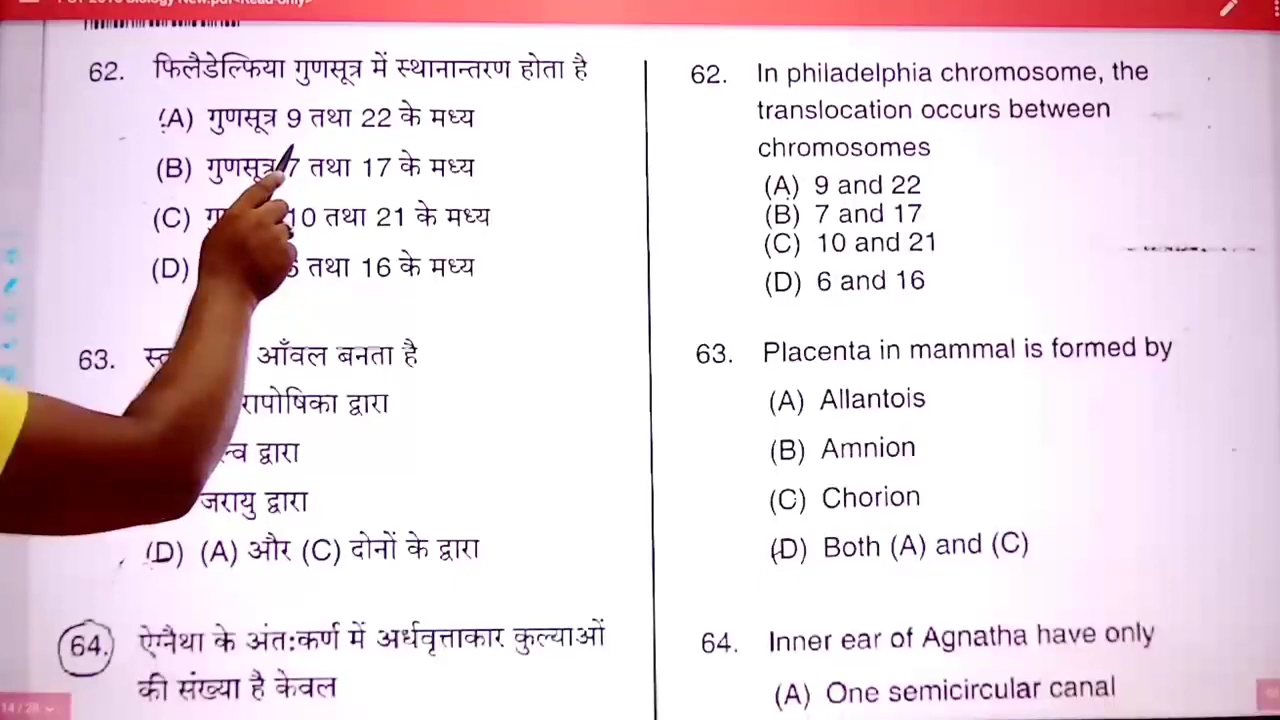 62. फिलैडेल्फिया गुणसूत्र में स्थानान्तरण होता है
(A) गुणसूत्र 9 तथा 22 के मध्य
(B) गुणसूत्र 7 तथा 17 के मध्य
(C) 10 तथा 21 के मध्य
(D) तथा 16 के मध्य
63. आँवल बनता है
द्वारा
द्वारा
जरायु द्वारा
(D) (A) और (C) दोनों के द्वारा
64. ऐग्नैथा के अंतःकर्ण में अर्धवृत्ताकार कुल्याओं
की संख्या है केवल
14 / 28
62. In philadelphia chromosome, the
translocation occurs between
chromosomes
(A) 9 and 22
(B) 7 and 17
(C) 10 and 21
(D) 6 and 16
63. Placenta in mammal is formed by
(A) Allantois
(B) Amnion
(C) Chorion
(D) Both (A) and (C)
64. Inner ear of Agnatha have only
(A) One semicircular canal